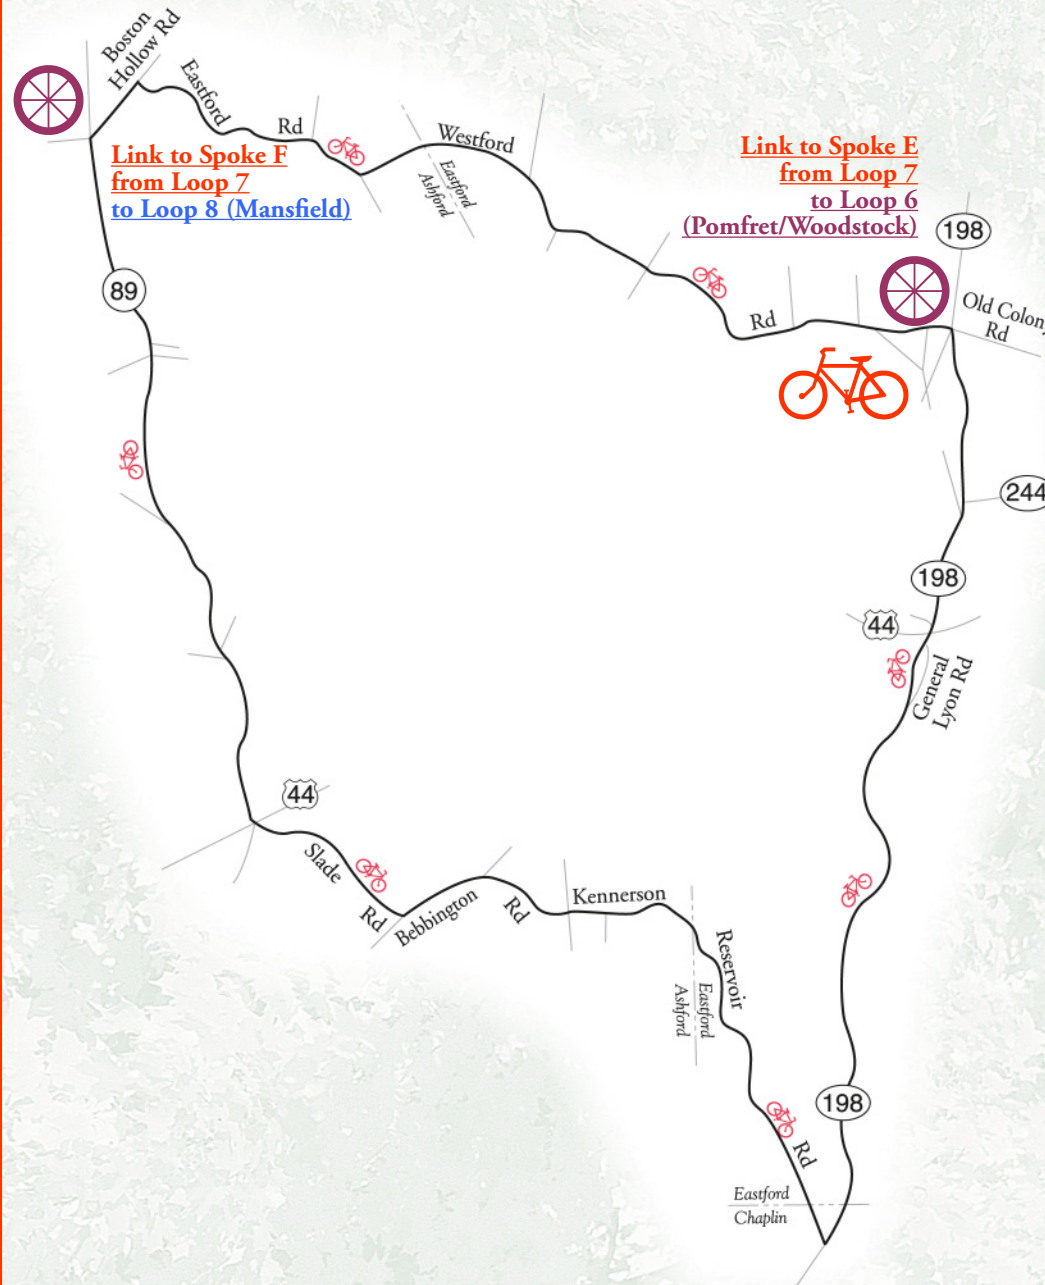 Boston
Hollow Rd
Eastford
Rd
Westford
Link to Spoke F
from Loop 7
to Loop 8 (Mansfield)
Eastford
Ashford
Link to Spoke E
from Loop 7
to Loop 6
(Pomfret/Woodstock)
198
89
Rd
Old Colon
Rd
244
198
44
General
Lyon Rd
44
Slade
Rd
Bebbington
Rd
Kennerson
Reservoir
Eastford
Ashford
198
Rd
Eastford
Chaplin